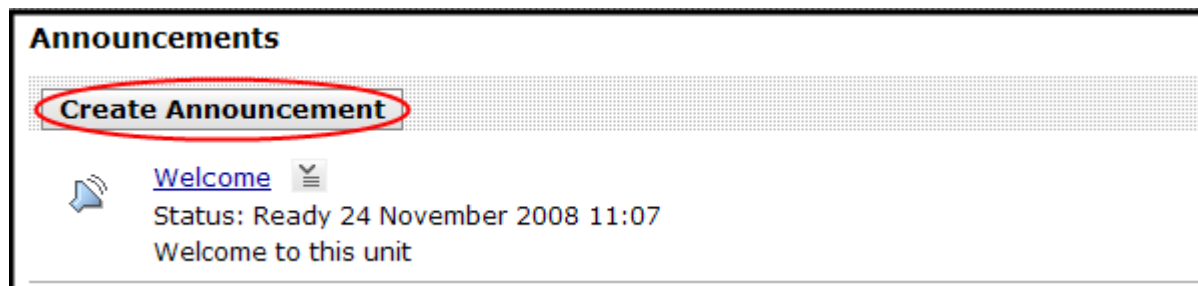 Announcements
Create Announcement
Welcome
Status: Ready 24 November 2008 11:07
Welcome to this unit